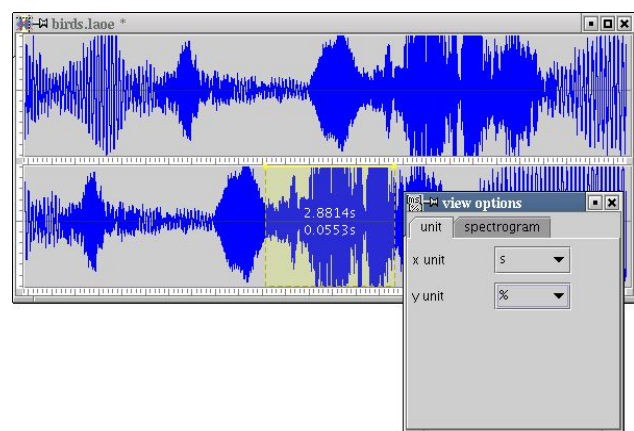 birds.laoe *
2.8814s
0.0553s
view options
unit spectrogram
x unit s
y unit %